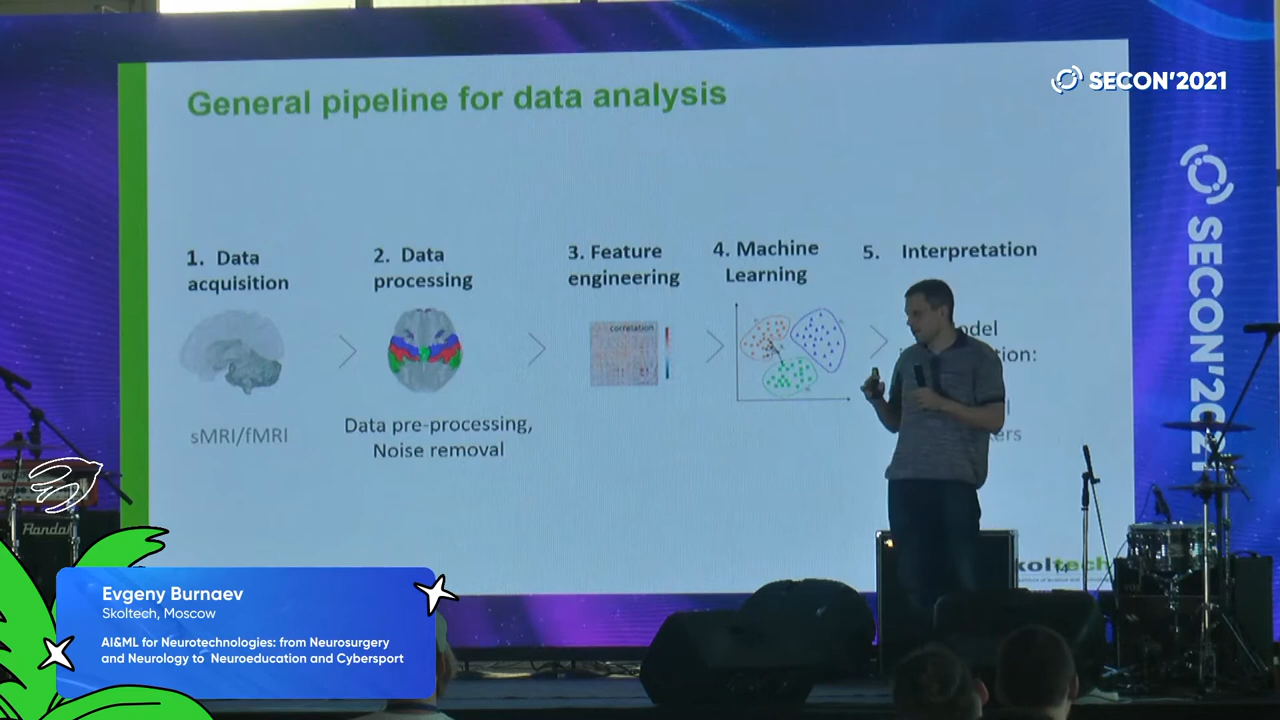 General pipeline for data analysis
SECON'2021
SECON'2021
1. Data
acquisition
2. Data
processing
3. Feature
engineering
4. Machine
Learning
5. Interpretation
correlation
sMRI/fMRI
Data pre-processing,
Noise removal
Randall
skoltech
14
Evgeny Burnaev
Skoltech, Moscow
AI&ML for Neurotechnologies: from Neurosurgery
and Neurology to Neuroeducation and Cybersport